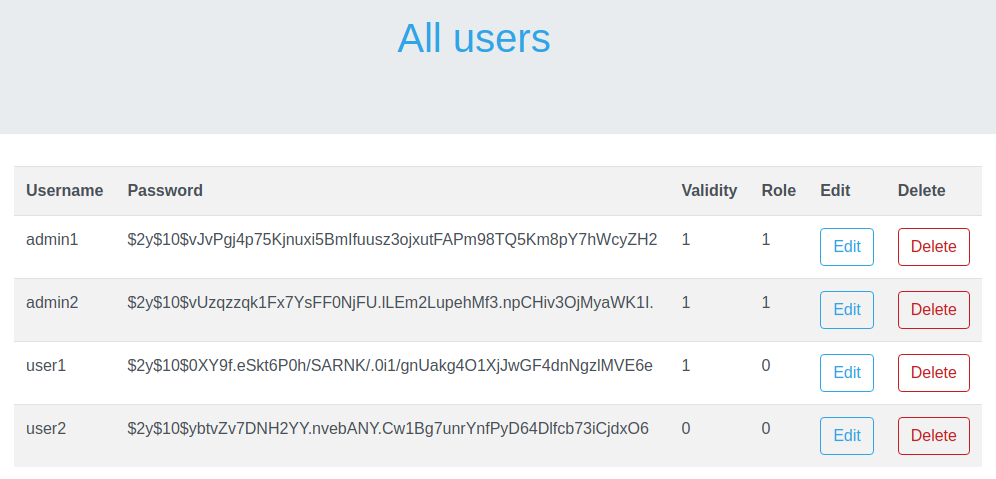 All users
Username Password Validity Role Edit Delete
admin1 $2y$10$vJvPgj4p75Kjnuxi5BmIfuusz3ojxutFAPm98TQ5Km8pY7hWcyZH2 1 1 Edit Delete
admin2 $2y$10$vUzqzzqk1Fx7YsFF0NjFU.lLEm2LupehMf3.npCHiv3OjMyaWK1I. 1 1 Edit Delete
user1 $2y$10$0XY9f.eSkt6P0h/SARNK/.0i1/gnUakg4O1XjJwGF4dnNgzlMVE6e 1 0 Edit Delete
user2 $2y$10$ybtvZv7DNH2YY.nvebANY.Cw1Bg7unrYnfPyD64Dlfcb73iCjdxO6 0 0 Edit Delete